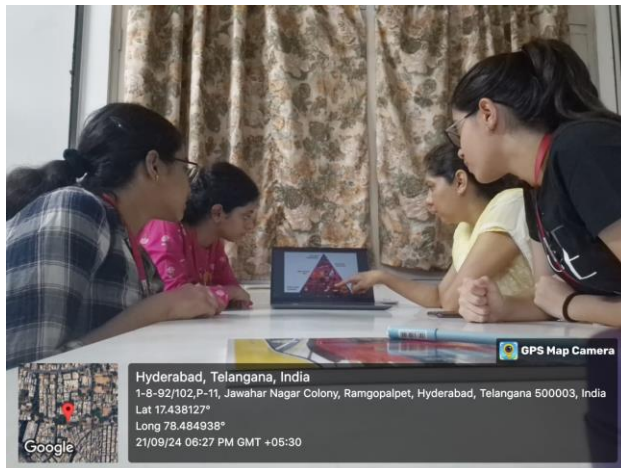 GPS Map Camera
Hyderabad, Telangana, India
1-8-92/102,P-11, Jawahar Nagar Colony, Ramgopalpet, Hyderabad, Telangana 500003, India
Lat 17.438127°
Long 78.484938°
21/09/24 06:27 PM GMT +05:30
Google